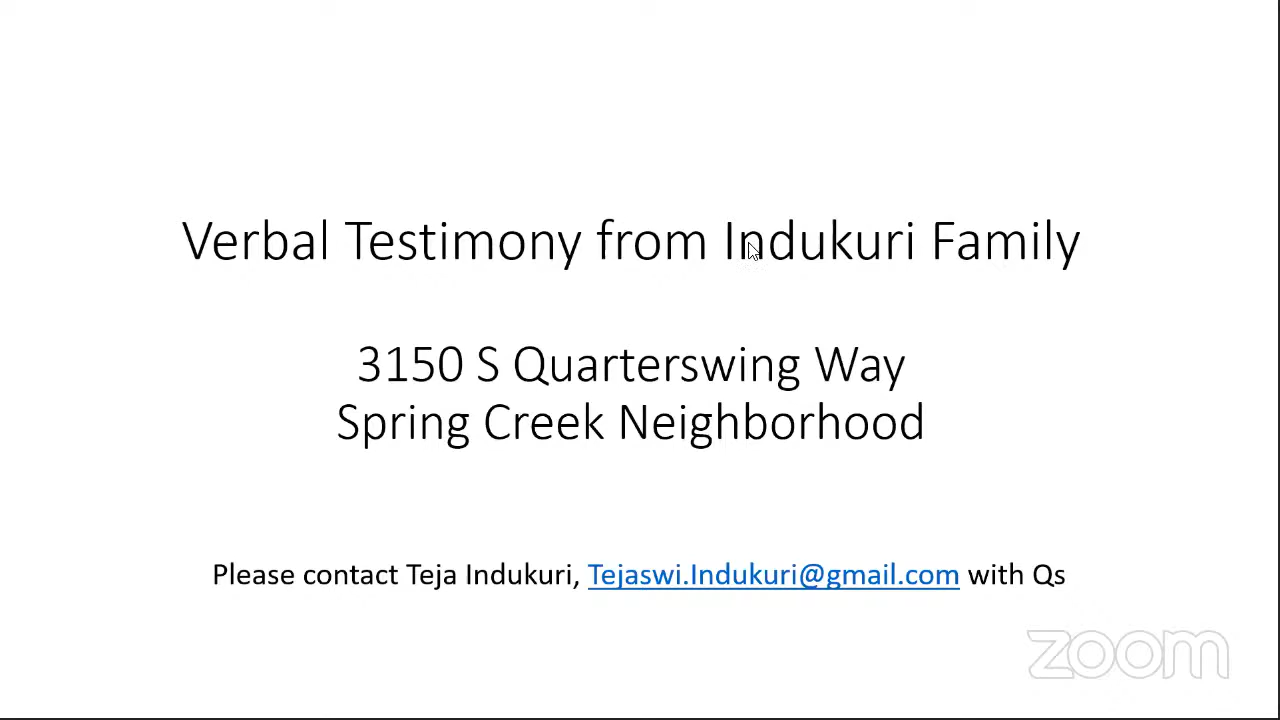 Verbal Testimony from Indukuri Family
3150 S Quarterswing Way
Spring Creek Neighborhood
Please contact Teja Indukuri, Tejaswi.Indukuri@gmail.com with Qs
zoom